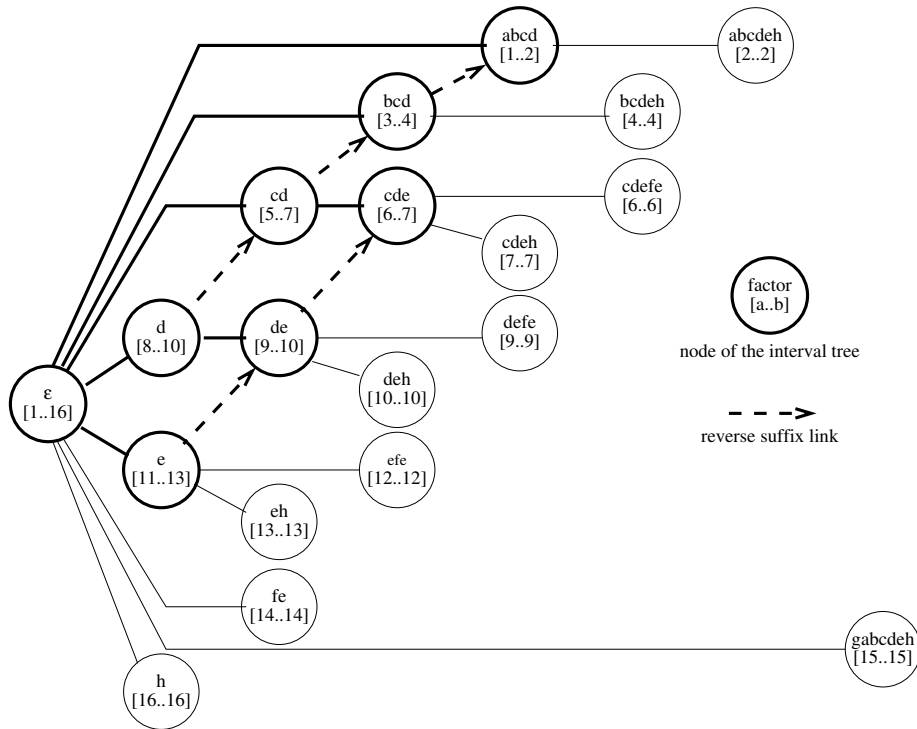 abcd
[1..2]
abcdeh
[2..2]
bcd
[3..4]
bcdeh
[4..4]
cd
[5..7]
cde
[6..7]
cdefe
[6..6]
cdeh
[7..7]
factor
[a..b]
node of the interval tree
d
[8..10]
de
[9..10]
defe
[9..9]
deh
[10..10]
ε
[1..16]
reverse suffix link
e
[11..13]
efe
[12..12]
eh
[13..13]
fe
[14..14]
gabcdeh
[15..15]
h
[16..16]